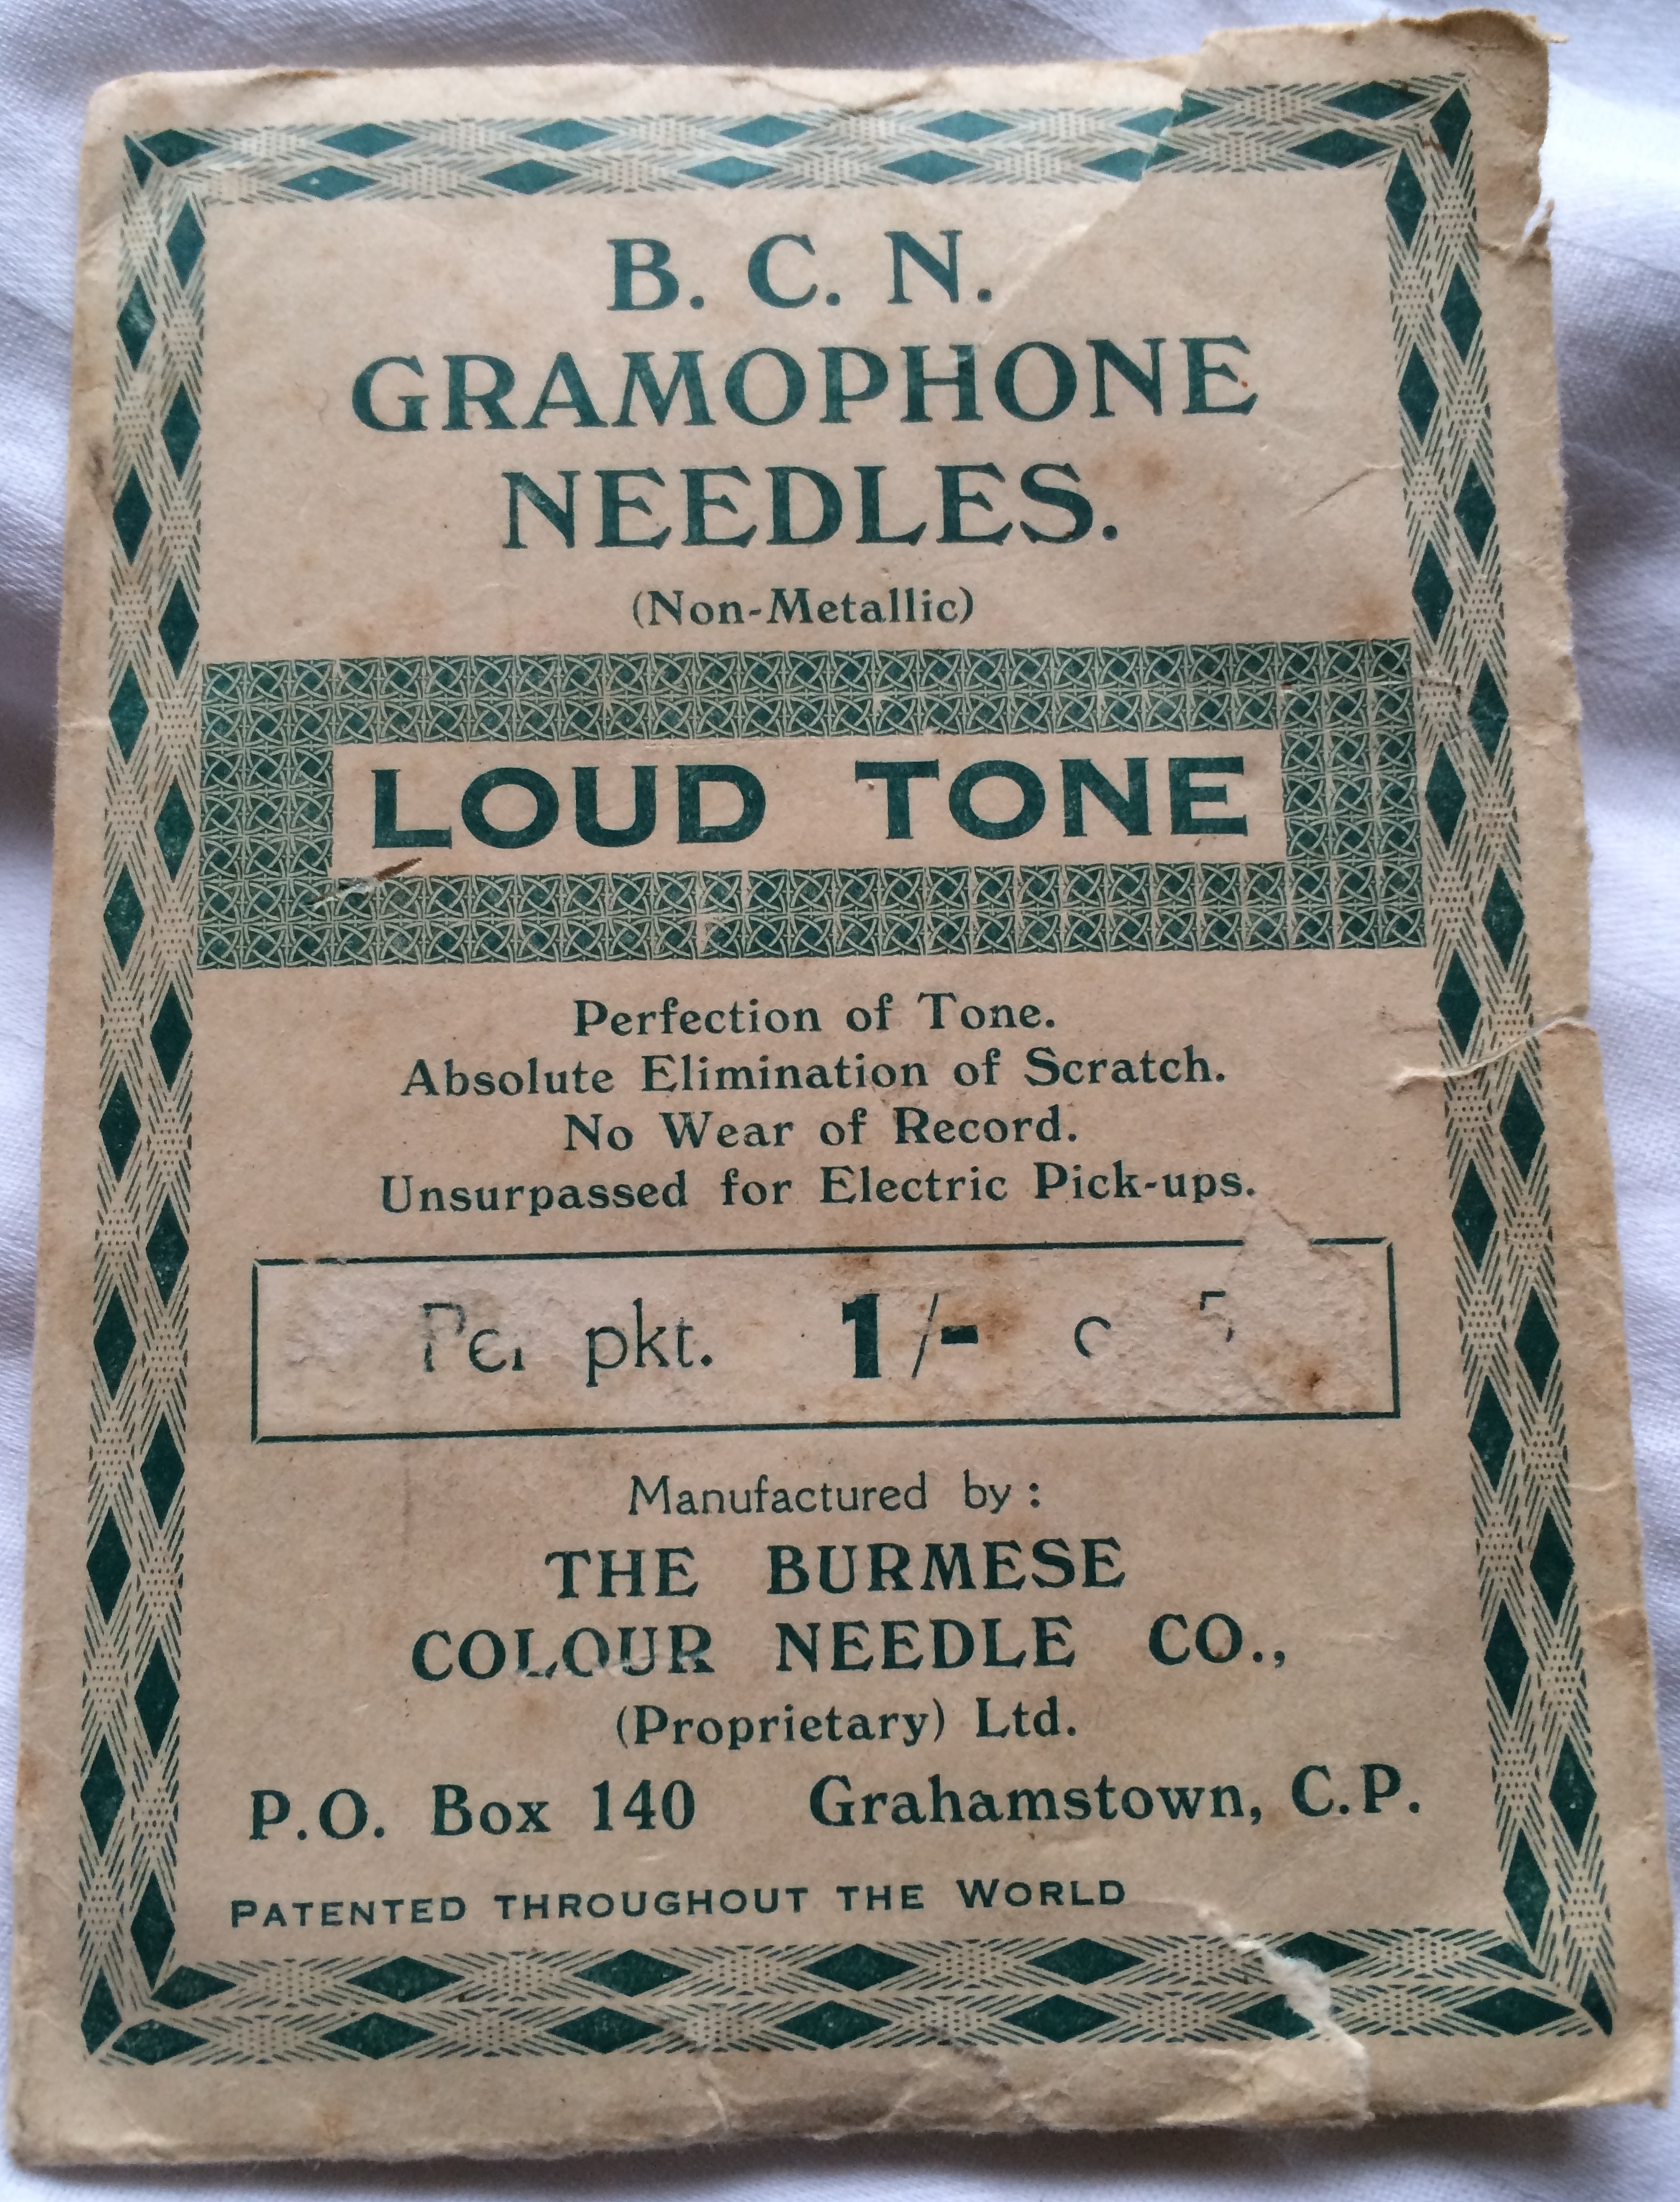 B. C. N.
GRAMOPHONE
NEEDLES.
(Non-Metallic)
LOUD TONE
Perfection of Tone.
Absolute Elimination of Scratch.
No Wear of Record.
Unsurpassed for Electric Pick-ups.
Per pkt. 1/-
Manufactured by :
THE BURMESE
COLOUR NEEDLE CO.,
(Proprietary) Ltd.
P.O. Box 140 Grahamstown, C.P.
PATENTED THROUGHOUT THE WORLD